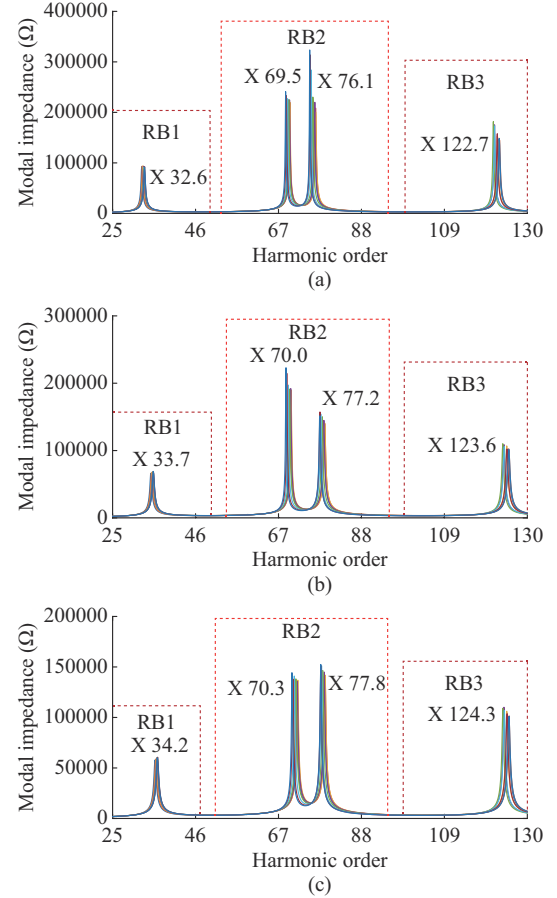 400000
RB2
300000
X 69.5
X 76.1
RB3
200000
RB1
X 122.7
100000
X 32.6
0
25
46
67
88
109
130
Modal impedance (Ω)
Harmonic order
(a)
300000
RB2
X 70.0
200000
RB3
X 77.2
RB1
X 123.6
100000
X 33.7
0
25
46
67
88
109
130
Modal impedance (Ω)
Harmonic order
(b)
200000
RB2
150000
X 70.3
X 77.8
RB3
RB1
X 124.3
100000
X 34.2
50000
0
25
46
67
88
109
130
Modal impedance (Ω)
Harmonic order
(c)